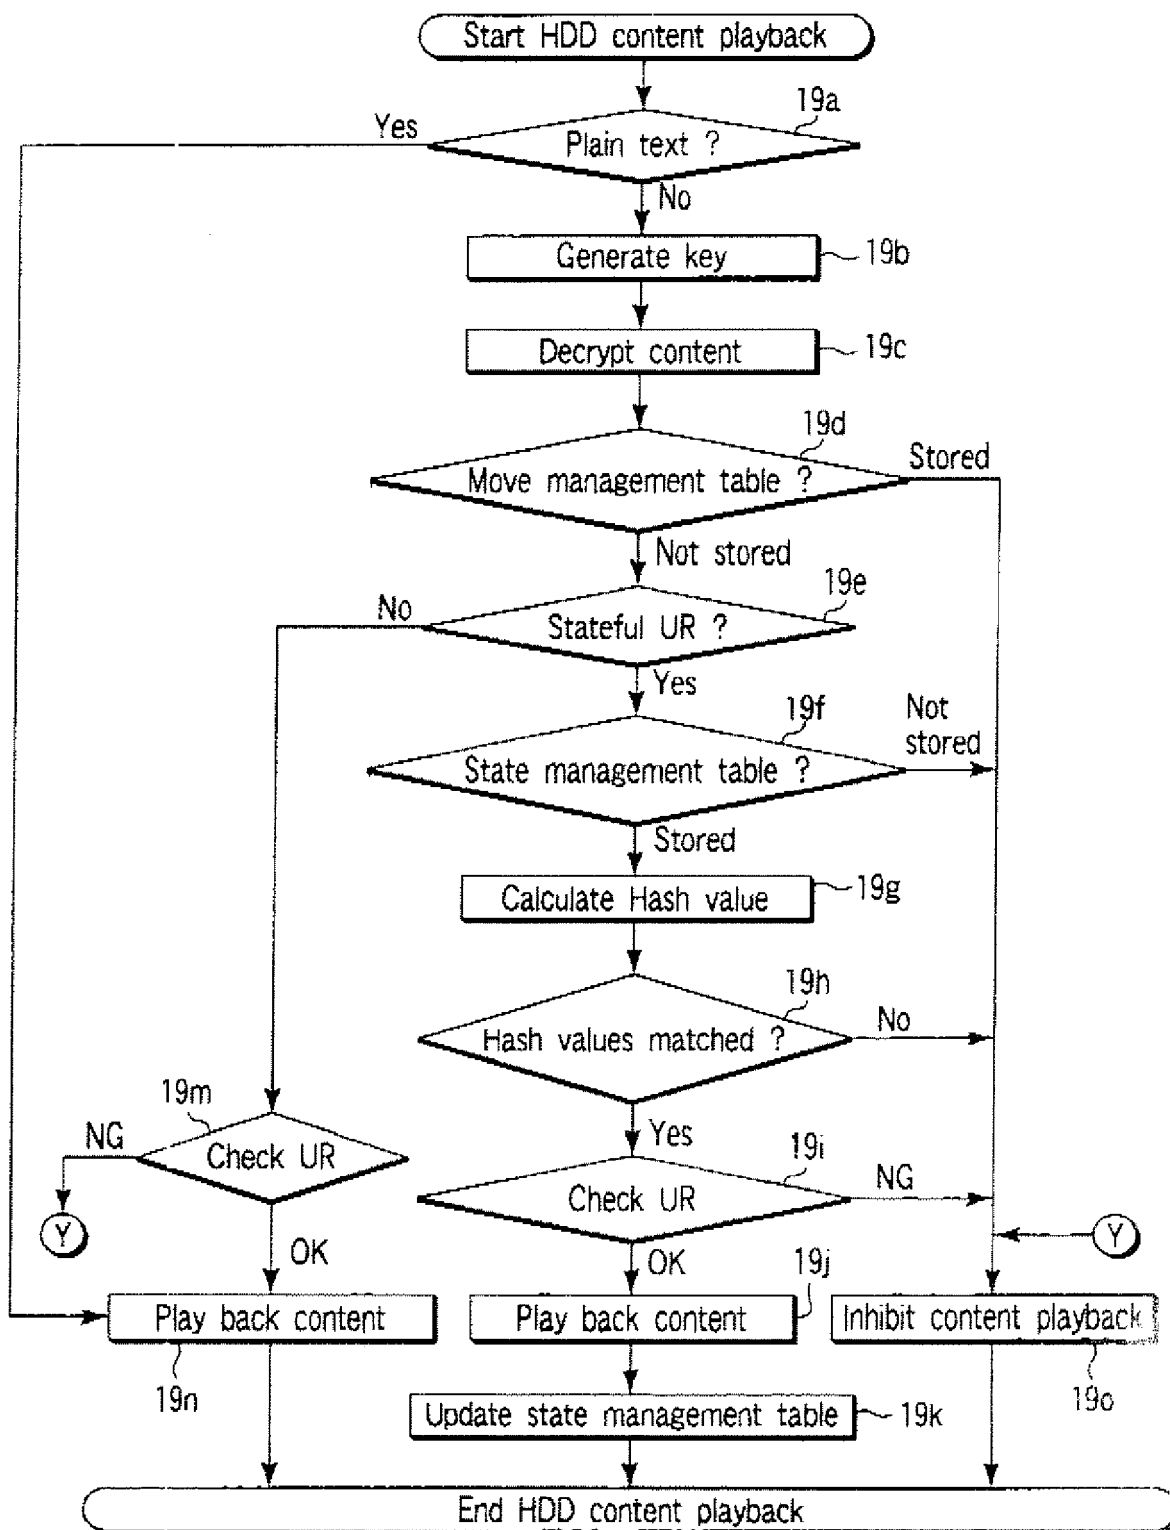 Start HDD content playback
19a
Yes
Plain text ?
No
Generate key
19b
Decrypt content
19c
19d
Move management table ?
Stored
Not stored
19e
No
Stateful UR ?
Yes
19f
Not
stored
State management table ?
Stored
Calculate Hash value
19g
19h
Hash values matched ?
No
Yes
19m
NG
Check UR
19i
Check UR
NG
Y
OK
OK
19j
Y
Play back content
Play back content
Inhibit content playback
19n
19o
Update state management table
19k
End HDD content playback